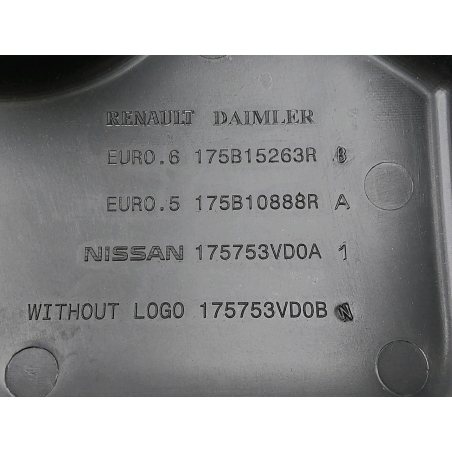 RENAULT DAIMLER
EURO.6 175B15263R B
EURO.5 175B10888R A
NISSAN 175753VD0A 1
WITHOUT LOGO 175753VD0B N